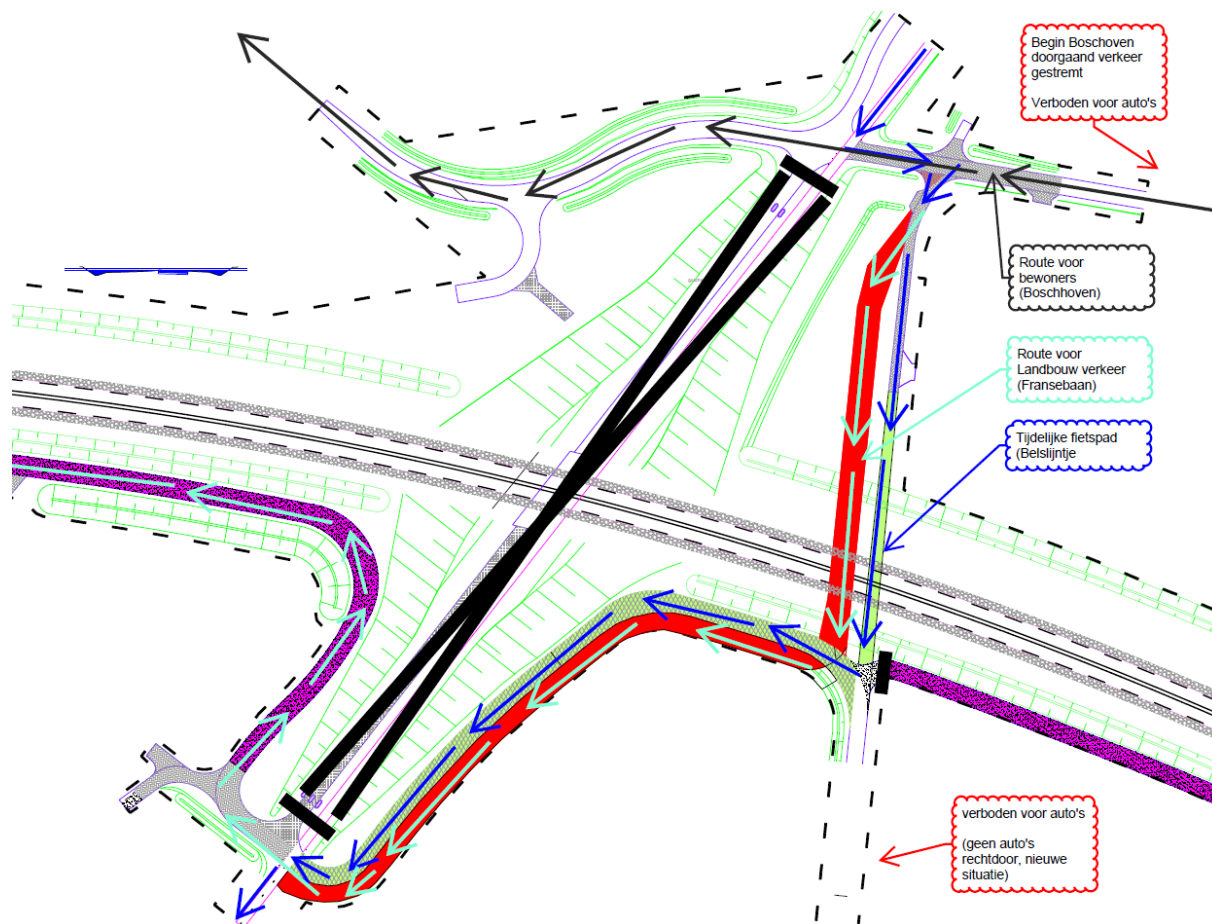 Begin Boschoven
doorgaand verkeer
gestremt
Verboden voor auto's
Route voor
bewoners
(Boschhoven)
Route voor
Landbouw verkeer
(Fransebaan)
Tijdelijke fietspad
(Belslijntje
verboden voor auto's
(geen auto's
rechtdoor, nieuwe
situatie)